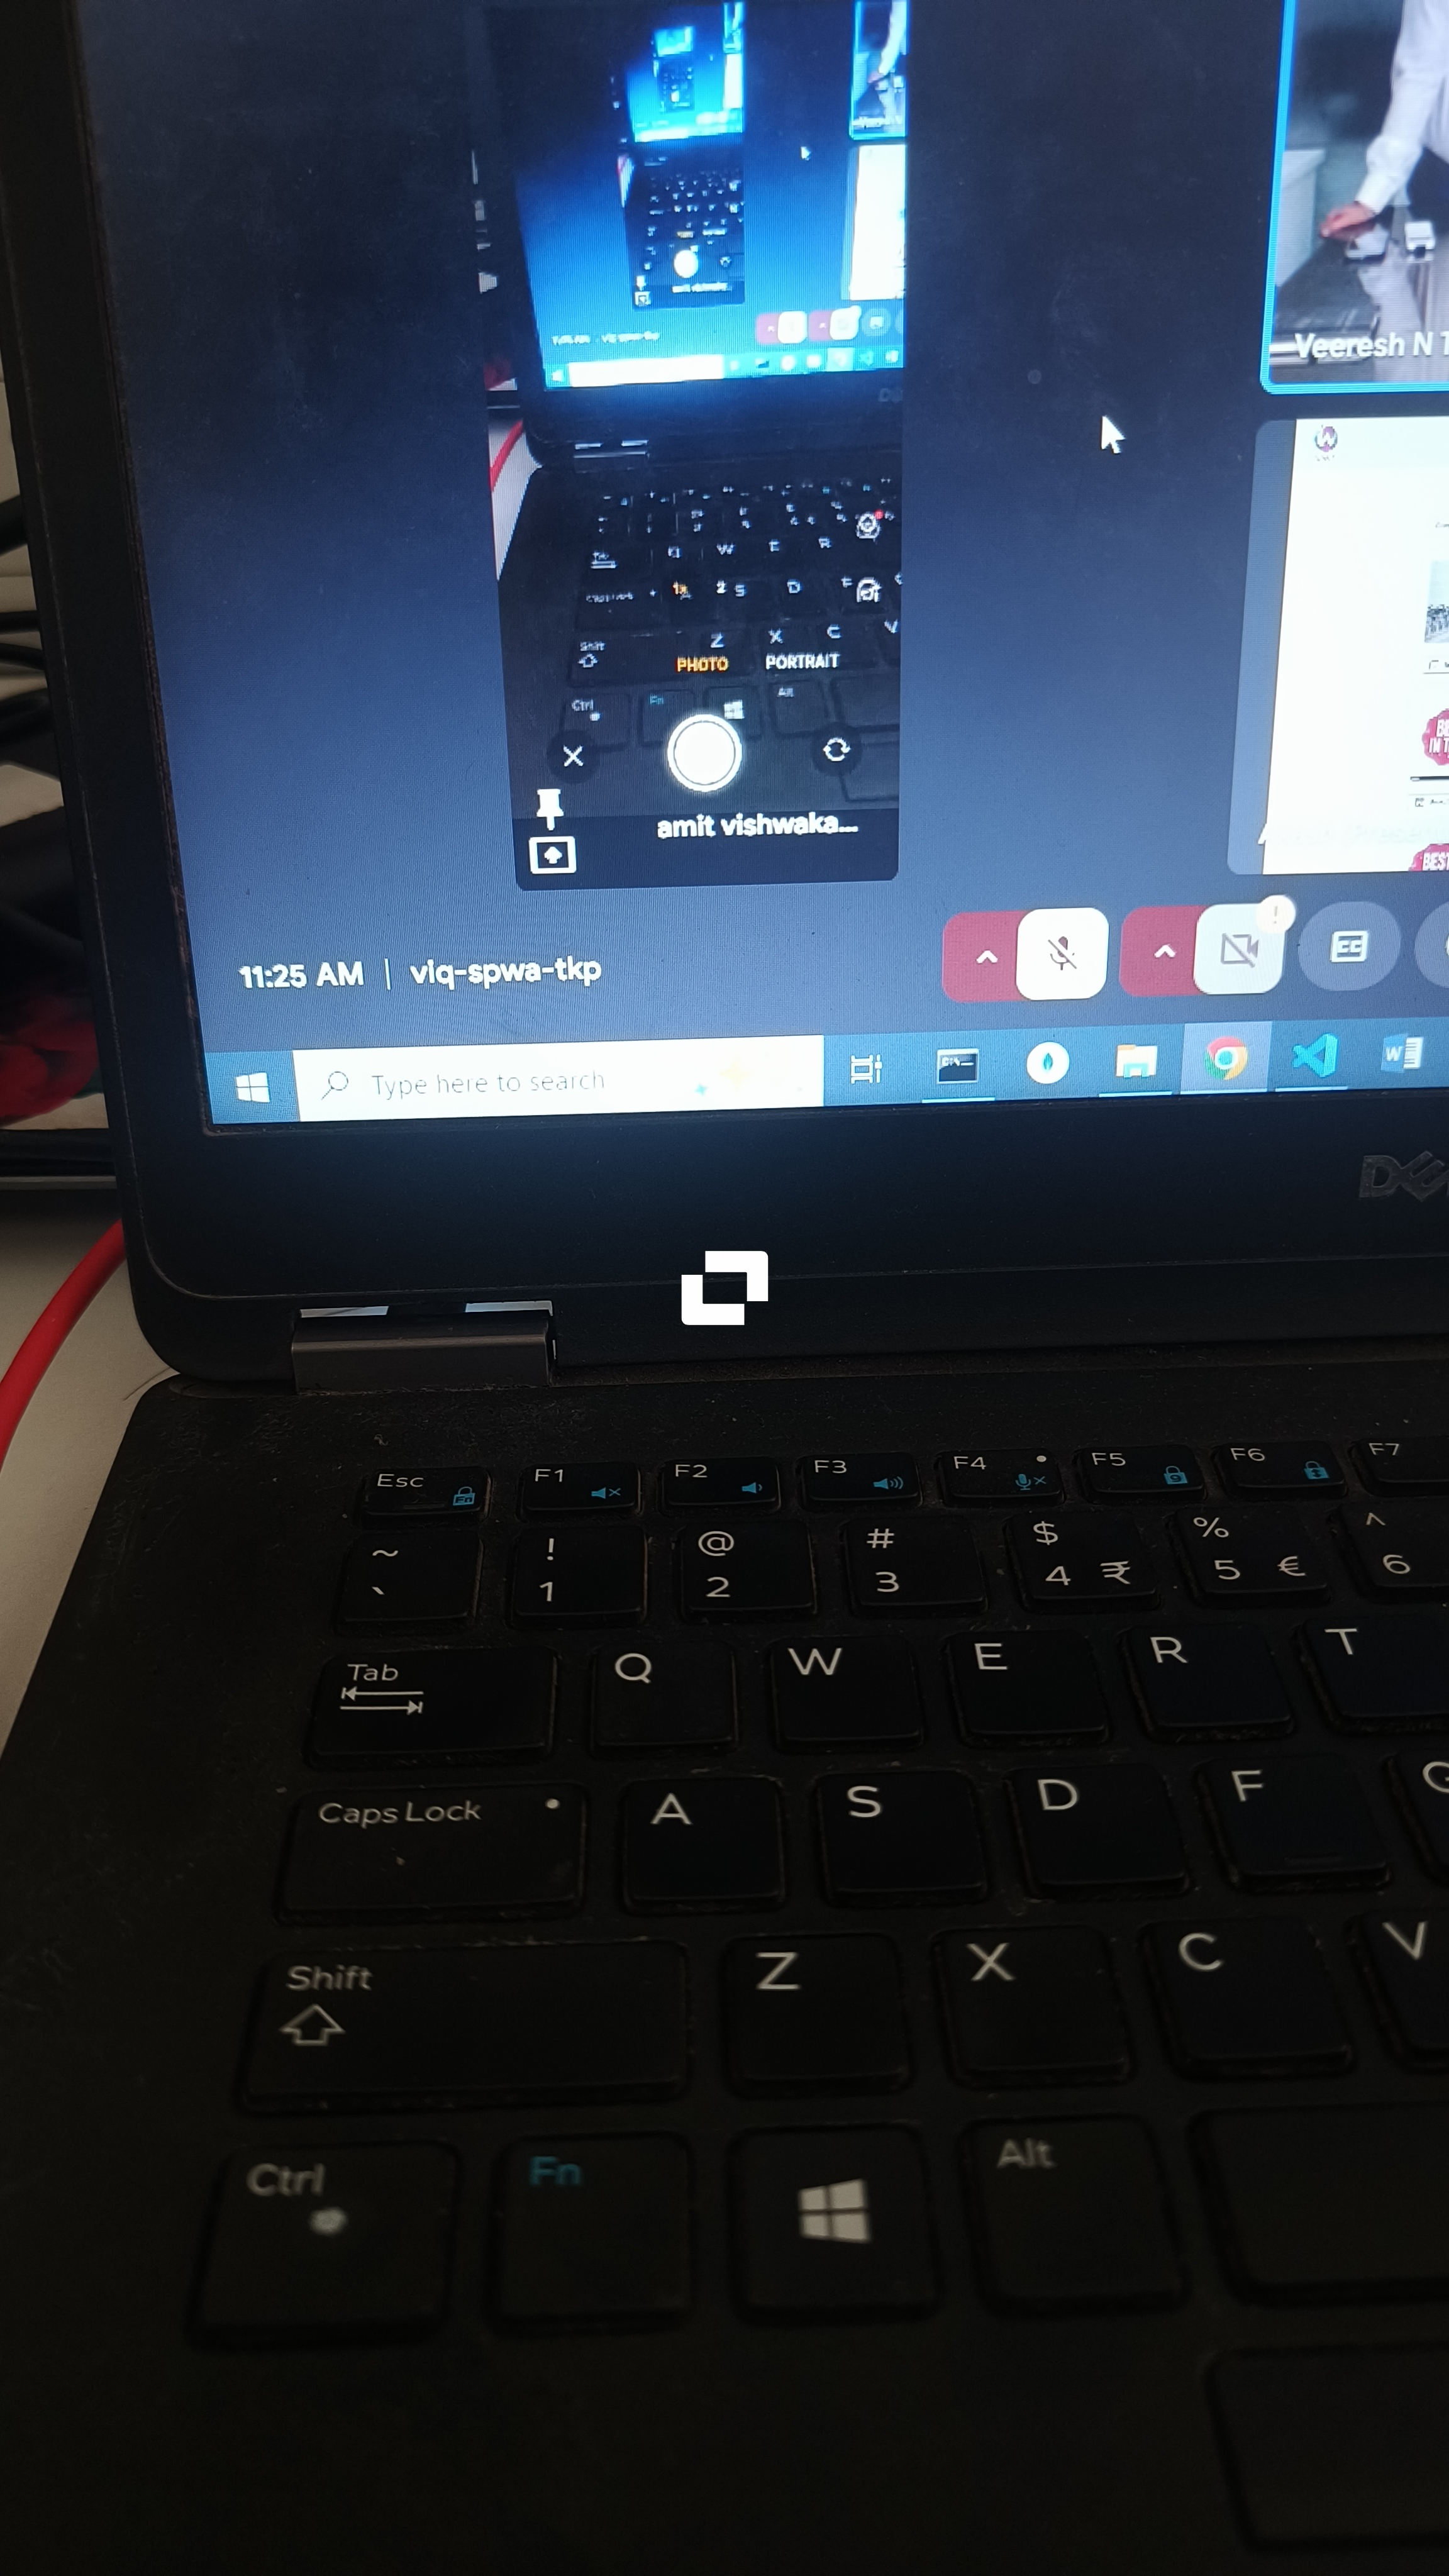 Veeresh N T
PHOTO PORTRAIT
amit vishwaka...
11:25 AM | viq-spwa-tkp
Type here to search
DELL
Esc F1 F2 F3 F4 F5 F6 F7
~ ! @ # $ % ^
` 1 2 3 4 ₹ 5 € 6
Tab Q W E R T
Caps Lock A S D F G
Shift Z X C V
Ctrl Fn Alt